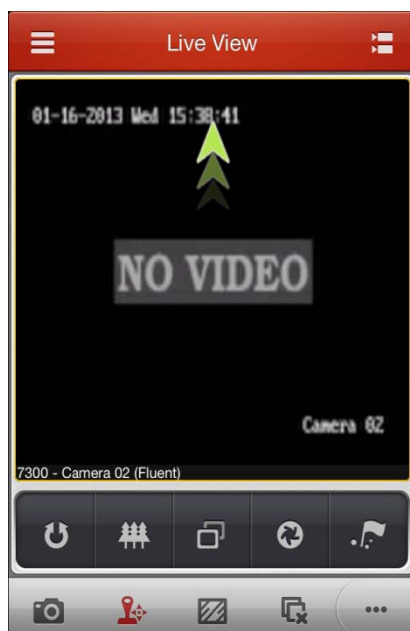 Live View
01-16-2013 Wed 15:38:41
NO VIDEO
Camera 02
7300 - Camera 02 (Fluent)